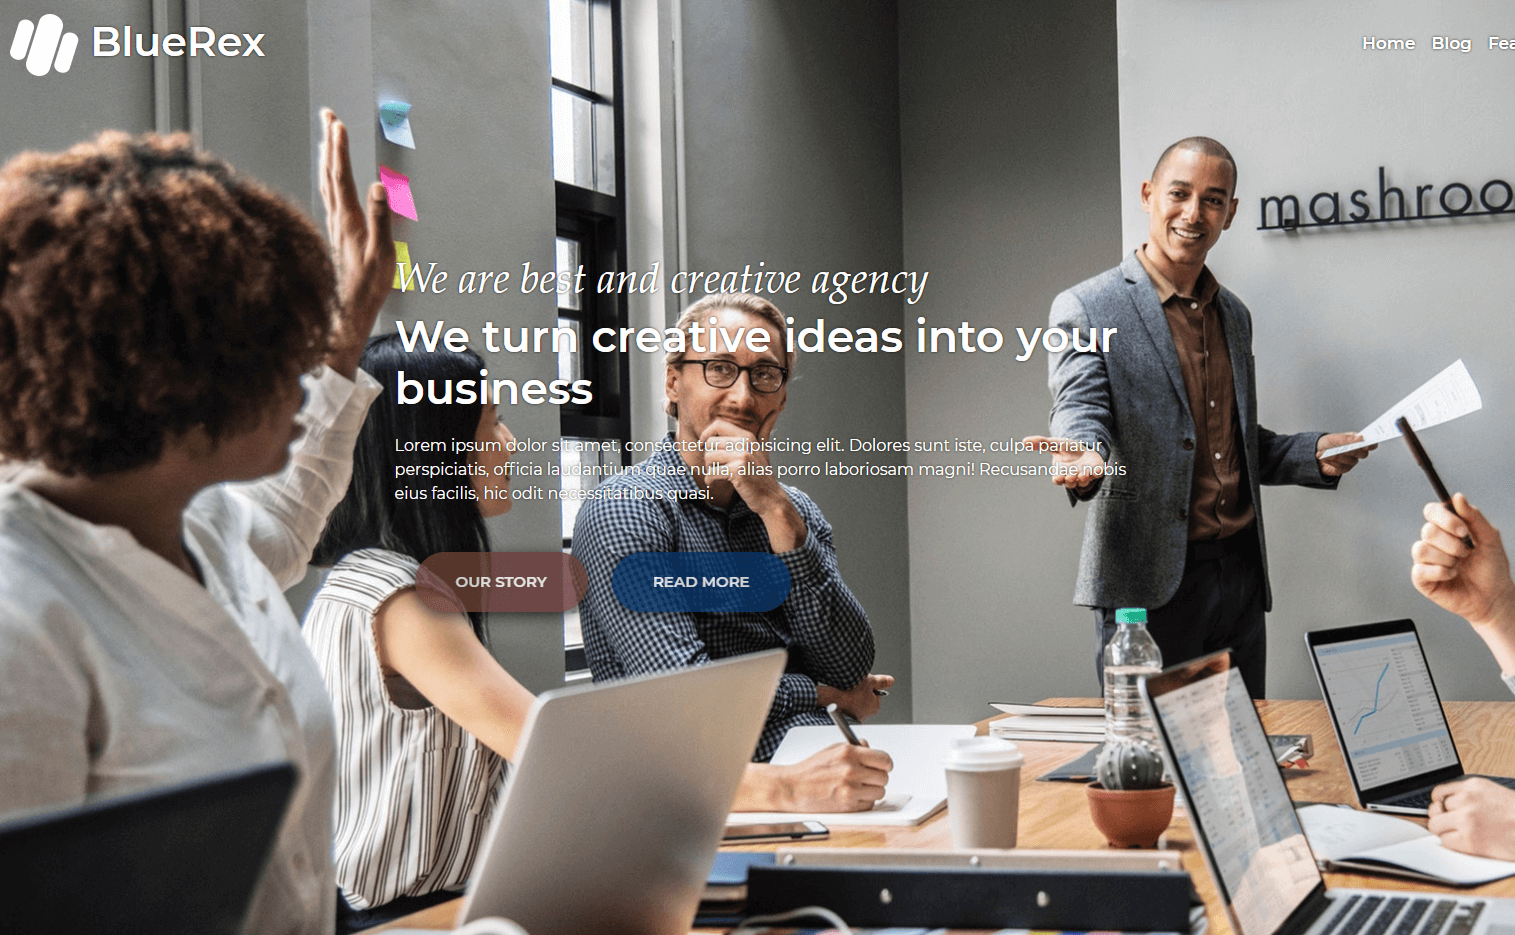 BlueRex
Home Blog Fea
mashroo
We are best and creative agency
We turn creative ideas into your
business
Lorem ipsum dolor sit amet, consectetur adipisicing elit. Dolores sunt iste, culpa pariatur
perspiciatis, officia laudantium quae nulla, alias porro laboriosam magni! Recusandae nobis
eius facilis, hic odit necessitatibus quasi.
OUR STORY READ MORE